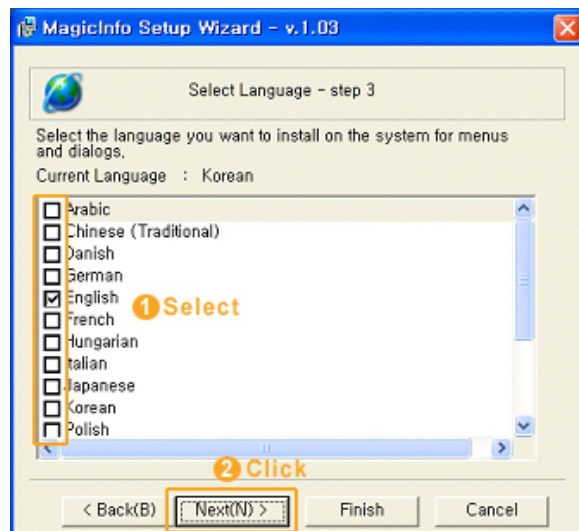 MagicInfo Setup Wizard - v.1.03
Select Language - step 3
Select the language you want to install on the system for menus
and dialogs,
Current Language : Korean
Arabic
Chinese (Traditional)
Danish
German
English
1 Select
French
Hungarian
Italian
Japanese
Korean
Polish
2 Click
< Back(B)
Next(N) >
Finish
Cancel